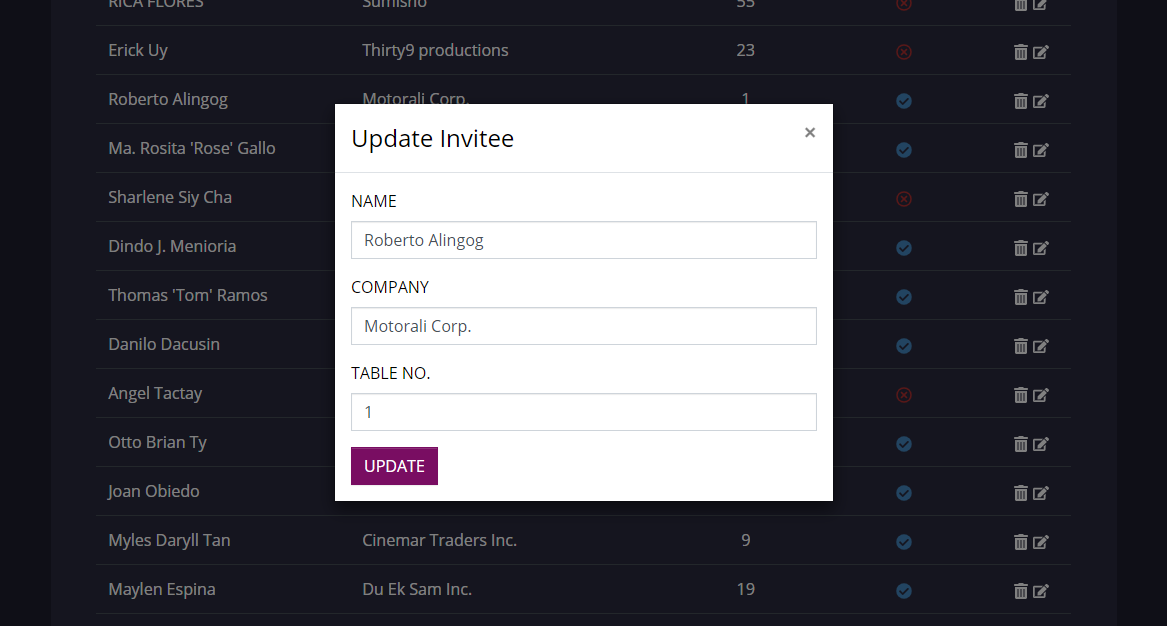 RICA FLORES Sumisho 55
Erick Uy Thirty9 productions 23
Roberto Alingog Motorali Corp. 1
Ma. Rosita 'Rose' Gallo
Sharlene Siy Cha
Dindo J. Menioria
Thomas 'Tom' Ramos
Danilo Dacusin
Angel Tactay
Otto Brian Ty
Joan Obiedo
Myles Daryll Tan Cinemar Traders Inc. 9
Maylen Espina Du Ek Sam Inc. 19
Update Invitee ×
NAME
Roberto Alingog
COMPANY
Motorali Corp.
TABLE NO.
1
UPDATE